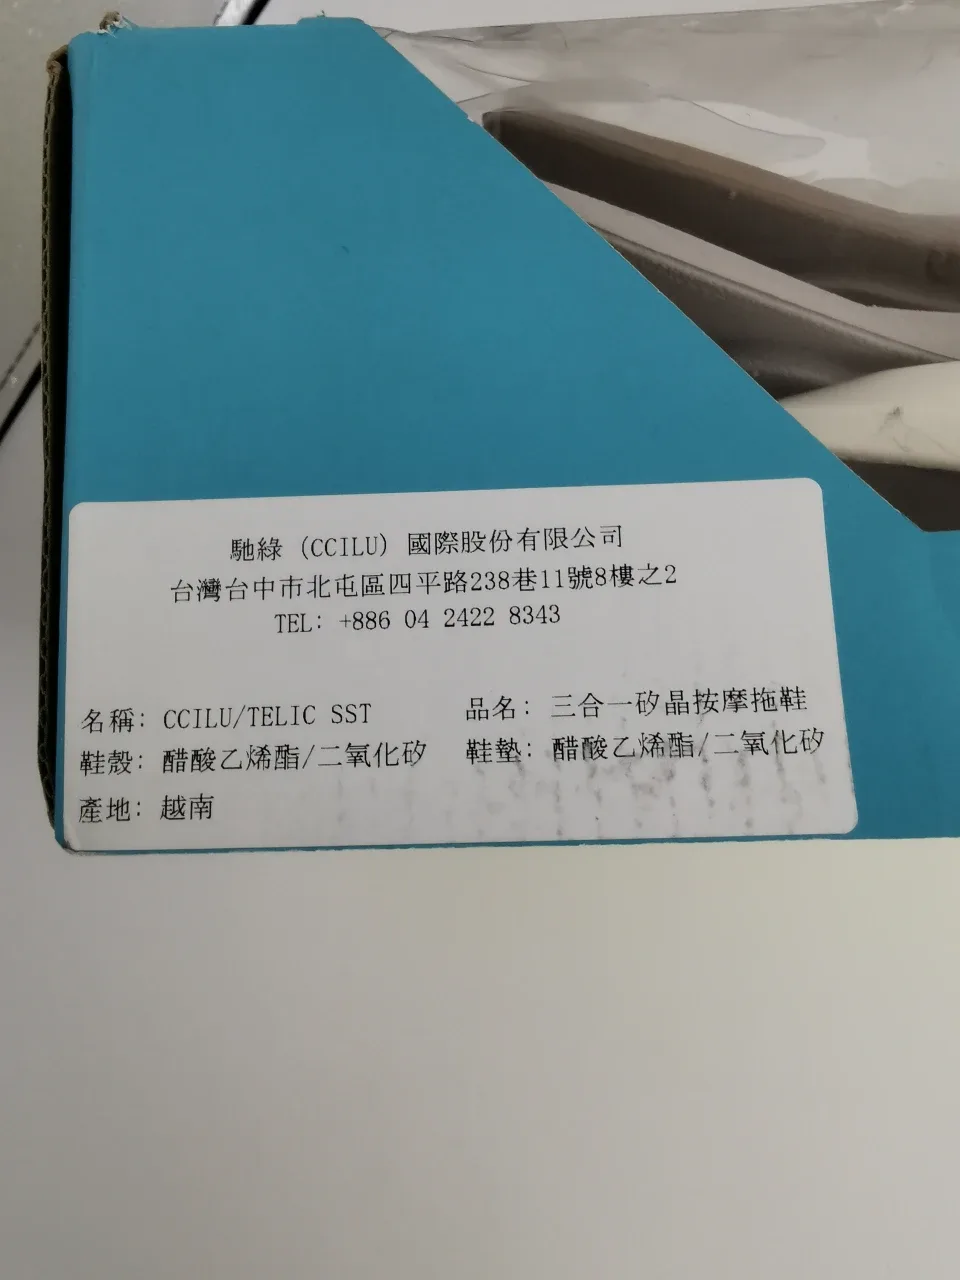 馳綠 (CCILU) 國際股份有限公司
台灣台中市北屯區四平路238巷11號8樓之2
TEL: +886 04 2422 8343
名稱: CCILU/TELIC SST 品名: 三合一矽晶按摩拖鞋
鞋殼: 醋酸乙烯酯/二氧化矽 鞋墊: 醋酸乙烯酯/二氧化矽
產地: 越南